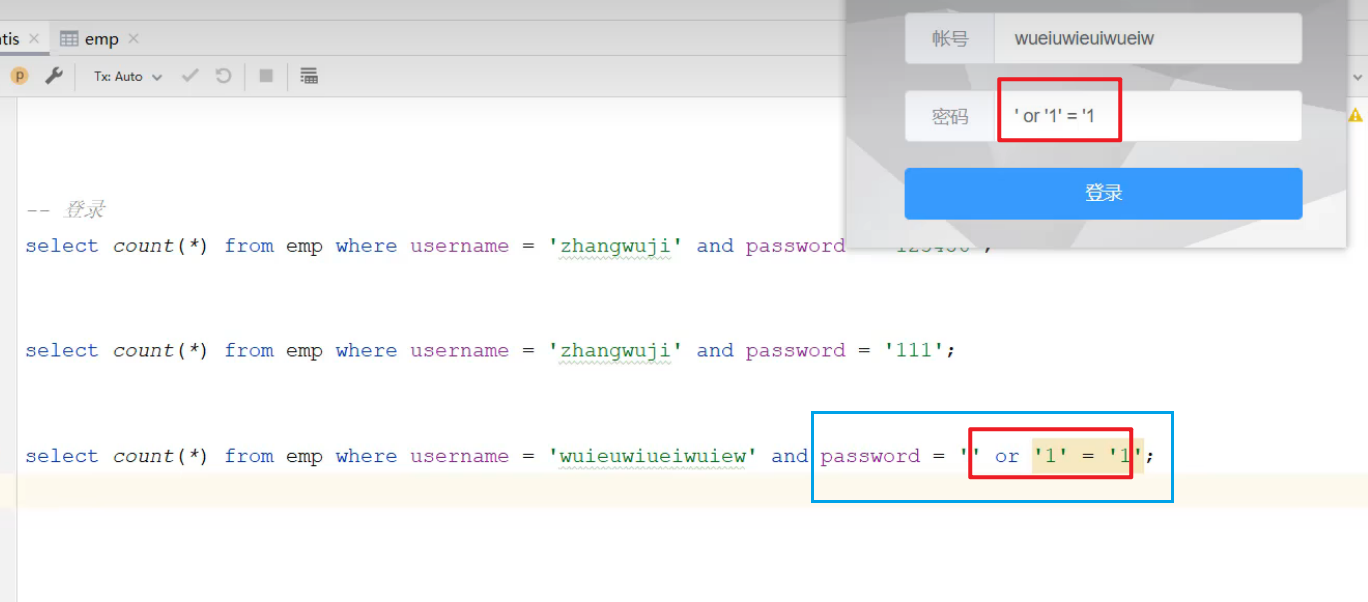 emp
p Tx: Auto
帐号 wueiuwieuiwueiw
密码 ' or '1' = '1
登录
-- 登录
select count(*) from emp where username = 'zhangwuji' and password
select count(*) from emp where username = 'zhangwuji' and password = '111';
select count(*) from emp where username = 'wuieuwiueiwuiew' and password = '' or '1' = '1';